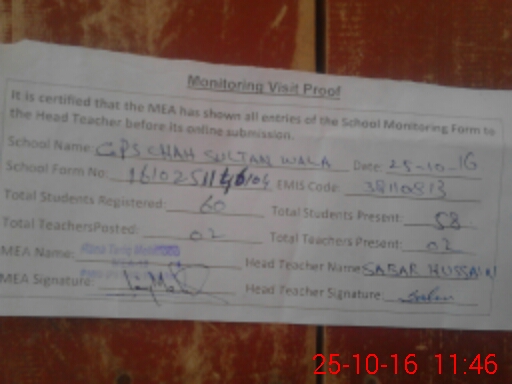 Monitoring Visit Proof
It is certified that the MEA has shown all entries of the School Monitoring Form to
the Head Teacher before its online submission.
School Name: GPS CHAH SULTAN WALA Date: 25-10-16
School Form No: EMIS Code:
Total Students Registered: 60 Total Students Present: 58
Total TeachersPosted: 02 Total Teachers Present: 02
MEA Name: Head Teacher Name: SABAR HUSSAIN
MEA Signature: Head Teacher Signature:
25-10-16 11:46